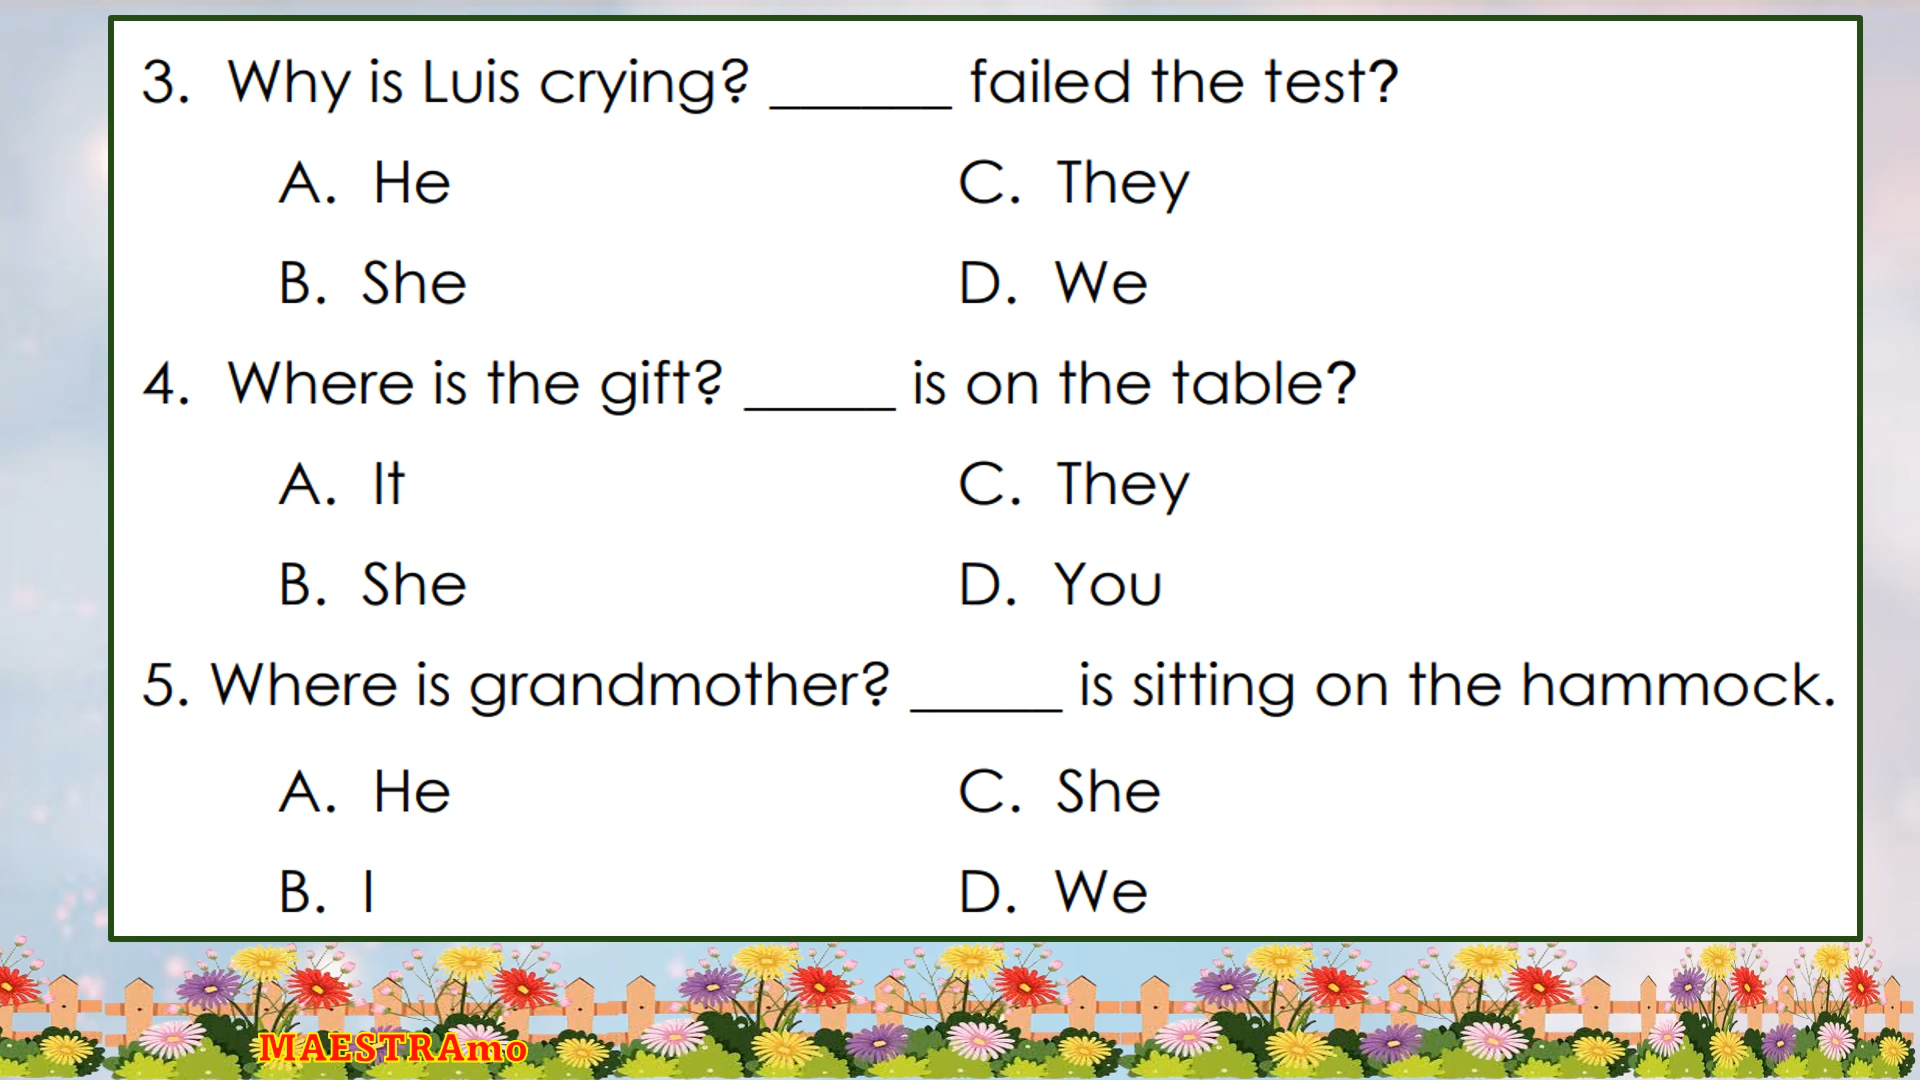 3. Why is Luis crying? ______ failed the test?
A. He C. They
B. She D. We
4. Where is the gift? _____ is on the table?
A. It C. They
B. She D. You
5. Where is grandmother? _____ is sitting on the hammock.
A. He C. She
B. I D. We
MAESTRAmo